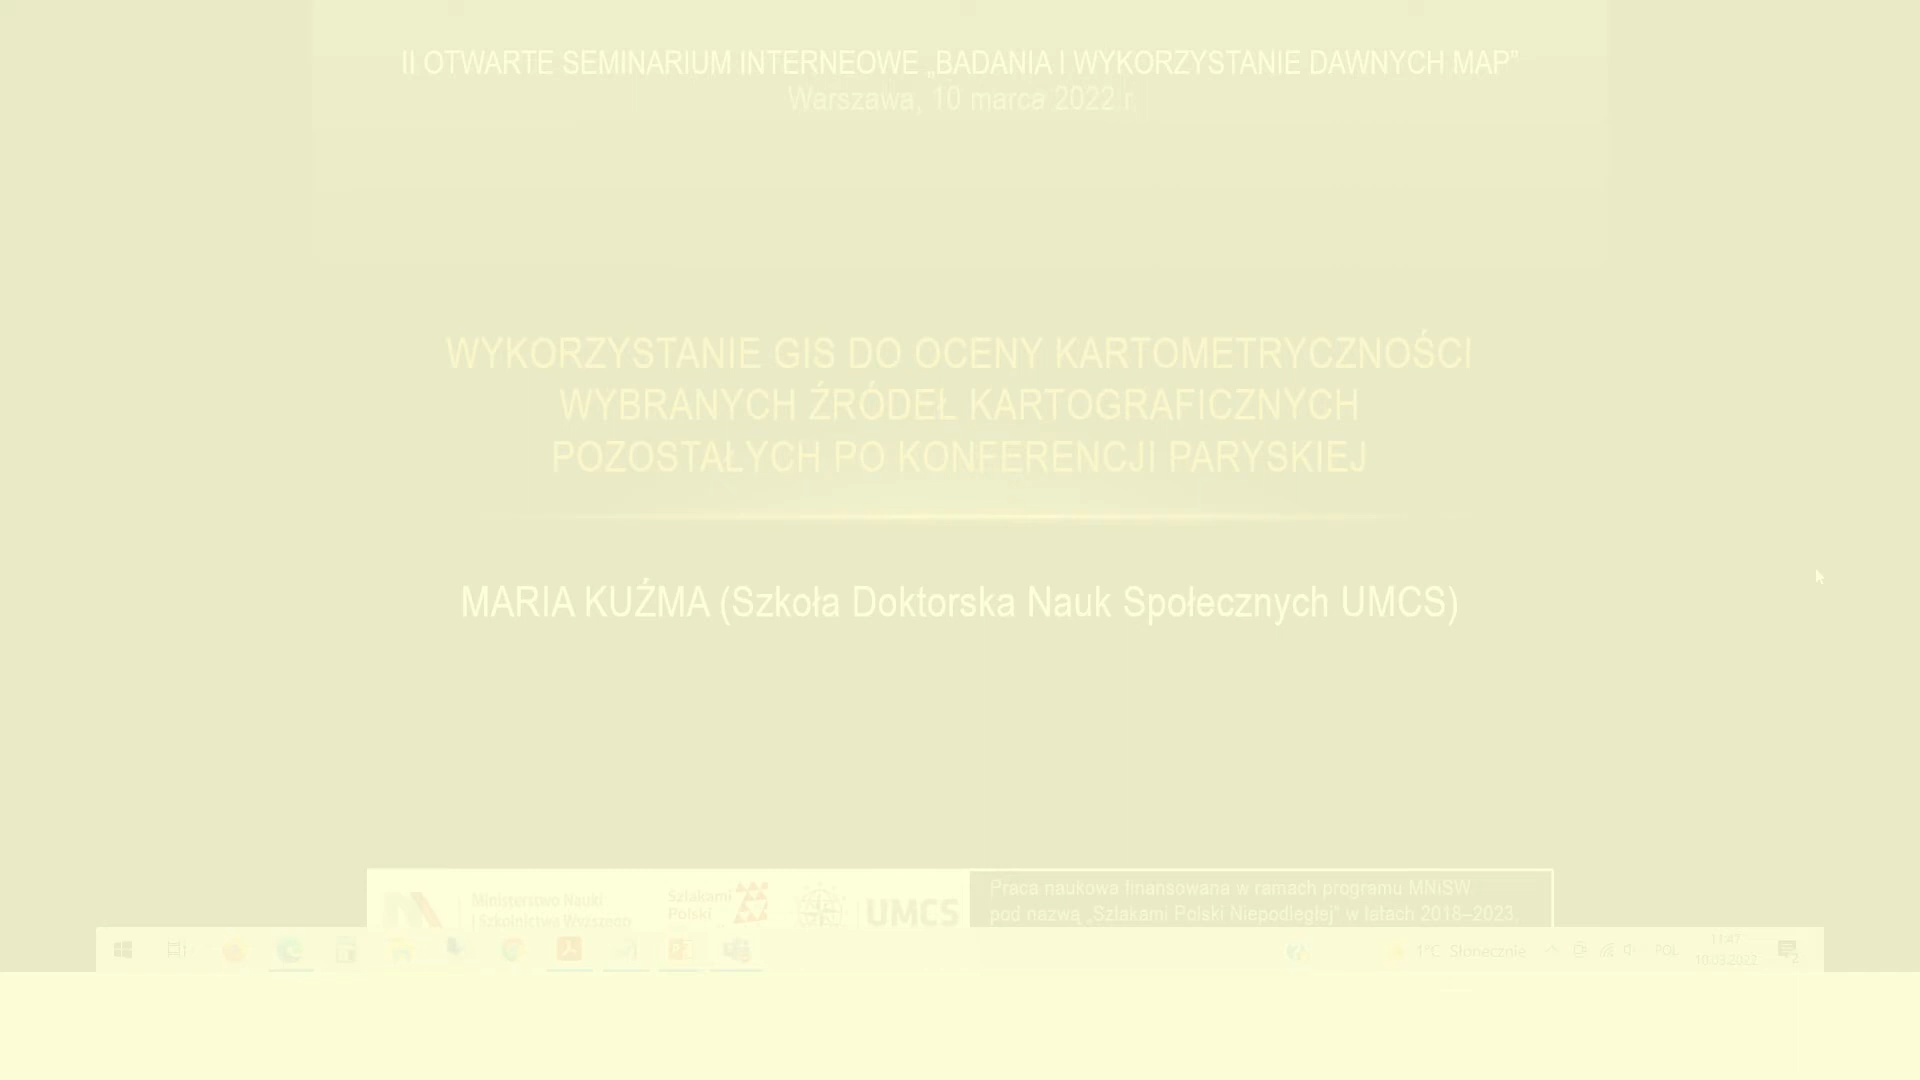 II OTWARTE SEMINARIUM INTERNEOWE „BADANIA I WYKORZYSTANIE DAWNYCH MAP”
Warszawa, 10 marca 2022 r.
WYKORZYSTANIE GIS DO OCENY KARTOMETRYCZNOŚCI
WYBRANYCH ŹRÓDEŁ KARTOGRAFICZNYCH
POZOSTAŁYCH PO KONFERENCJI PARYSKIEJ
MARIA KUŹMA (Szkoła Doktorska Nauk Społecznych UMCS)
Ministerstwo Nauki
i Szkolnictwa Wyższego
Szlakami
Polski
UMCS
Praca naukowa finansowana w ramach programu MNiSW
pod nazwą „Szlakami Polski Niepodległej” w latach 2018–2023
1°C Słonecznie
POL
11:47
10.03.2022
2